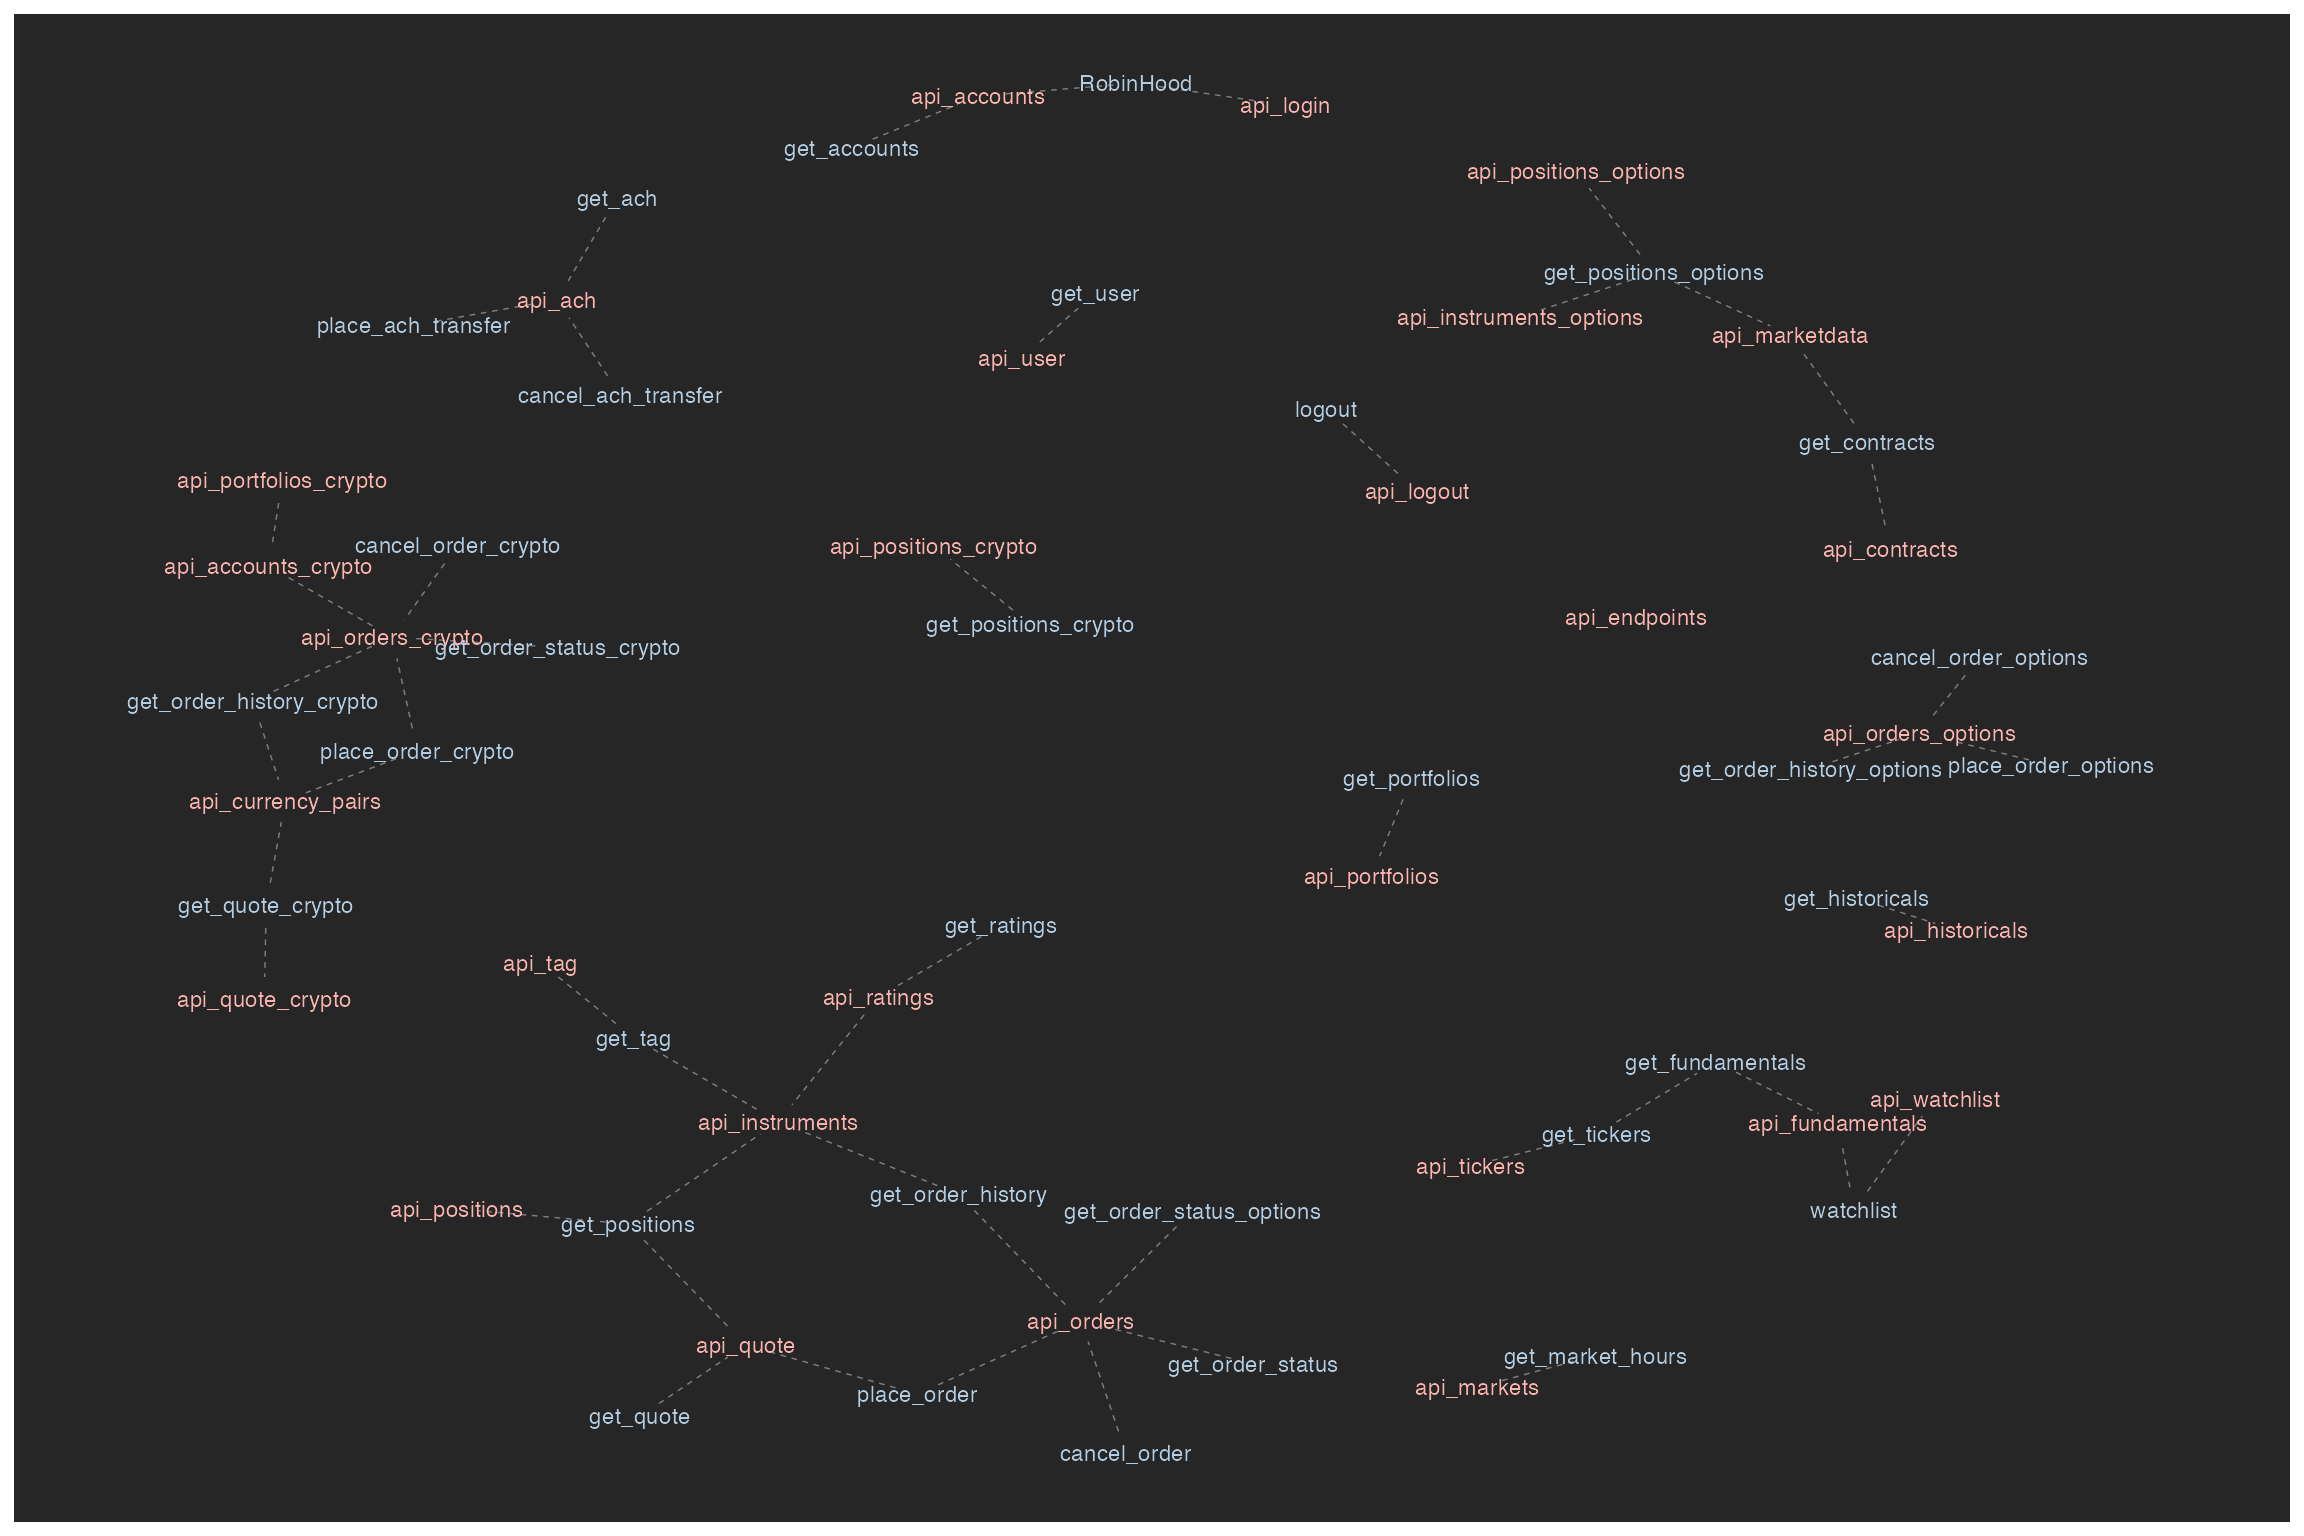 RobinHood
api_accounts
api_login
get_accounts
api_positions_options
get_ach
get_positions_options
get_user
api_ach
api_instruments_options
place_ach_transfer
api_marketdata
api_user
cancel_ach_transfer
logout
get_contracts
api_portfolios_crypto
api_logout
cancel_order_crypto
api_positions_crypto
api_contracts
api_accounts_crypto
api_endpoints
get_positions_crypto
api_orders_crypto
get_order_status_crypto
cancel_order_options
get_order_history_crypto
api_orders_options
place_order_crypto
get_order_history_options
place_order_options
get_portfolios
api_currency_pairs
api_portfolios
get_historicals
get_quote_crypto
get_ratings
api_historicals
api_tag
api_ratings
api_quote_crypto
get_tag
get_fundamentals
api_watchlist
api_instruments
api_fundamentals
get_tickers
api_tickers
get_order_history
api_positions
get_order_status_options
watchlist
get_positions
api_orders
api_quote
get_market_hours
get_order_status
api_markets
place_order
get_quote
cancel_order